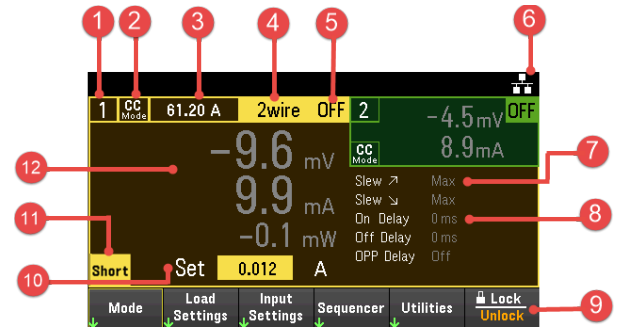 1 2 3 4 5 6
1 CC Mode 61.20 A 2wire OFF 2 -4.5mV OFF
CC Mode 8.9mA
12 -9.6 mV
9.9 mA
-0.1 mW
Slew ↗ Max 7
Slew ↘ Max
On Delay 0 ms 8
Off Delay 0 ms
OPP Delay Off
11
Short
10 Set 0.012 A
Mode
Load Settings
Input Settings
Sequencer
Utilities
Lock
Unlock
9